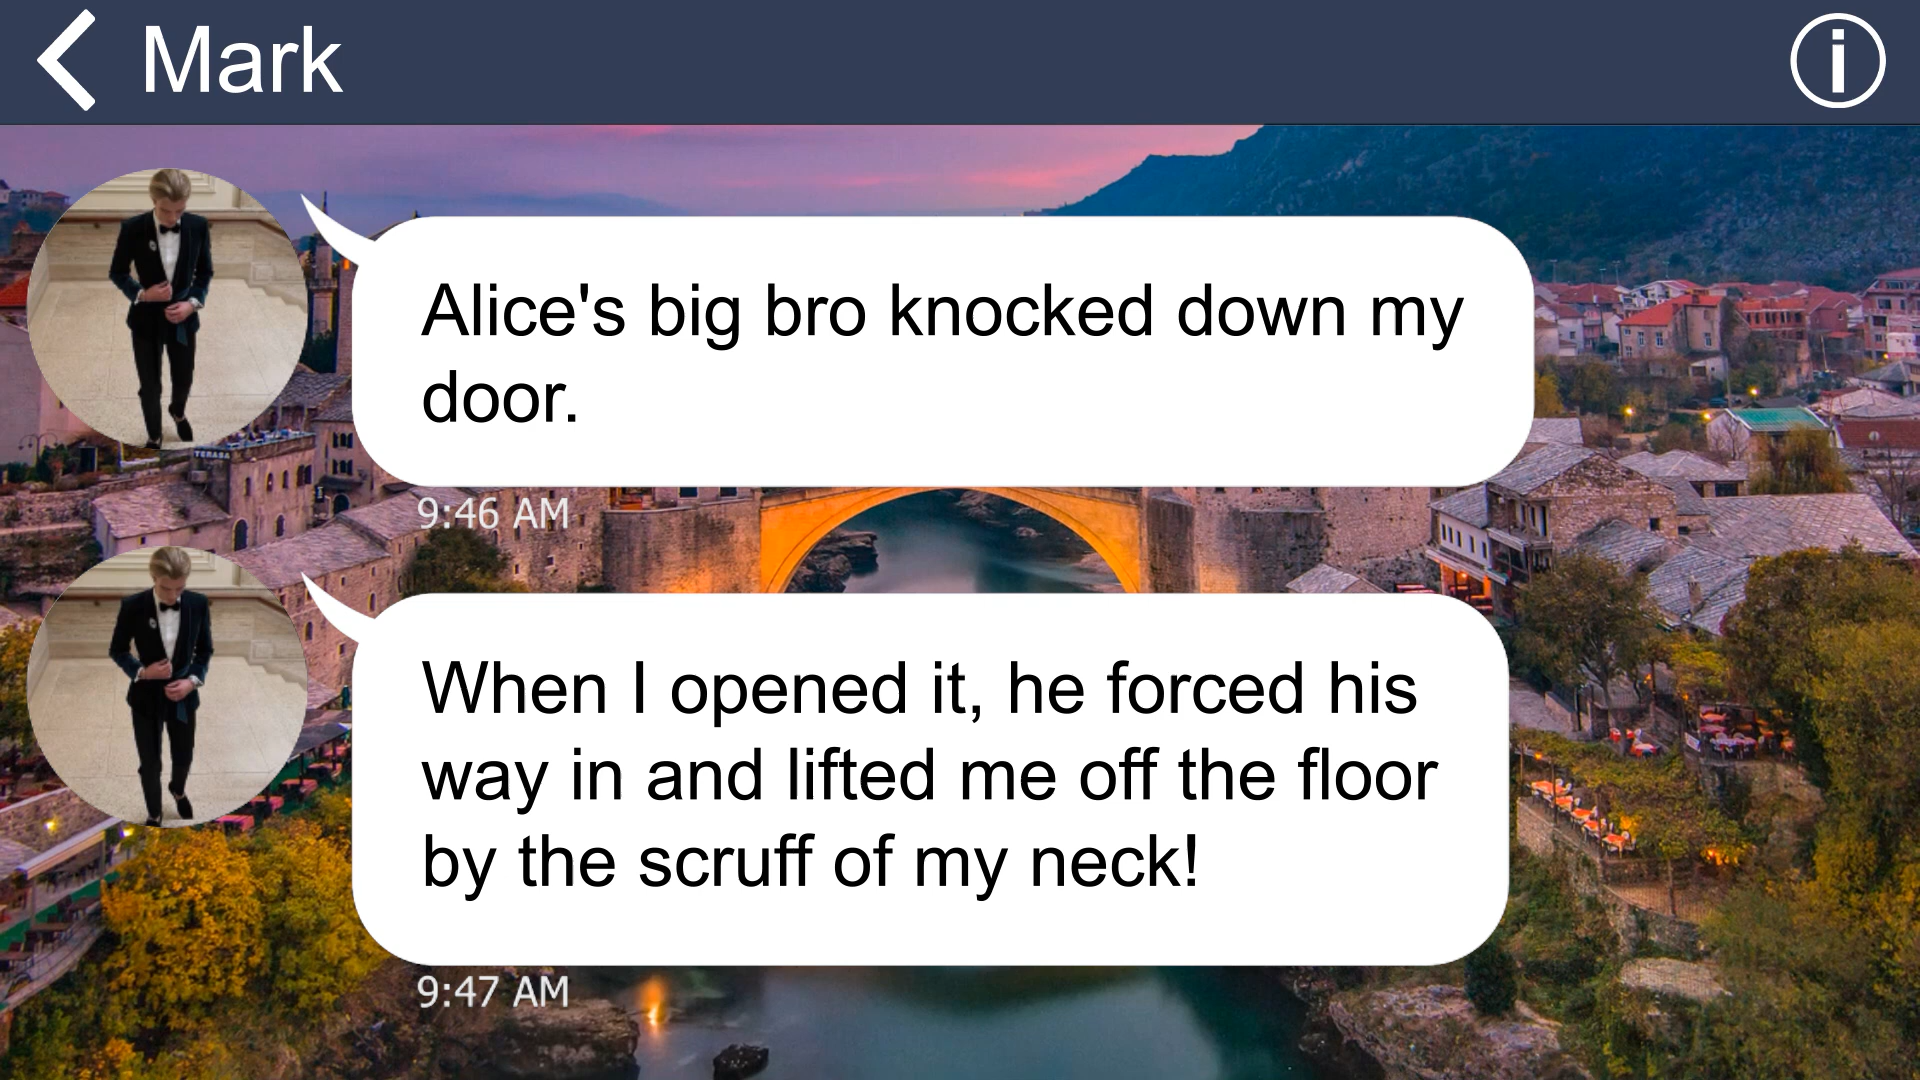 Mark
Alice's big bro knocked down my
door.
TERASA
9:46 AM
When I opened it, he forced his
way in and lifted me off the floor
by the scruff of my neck!
9:47 AM